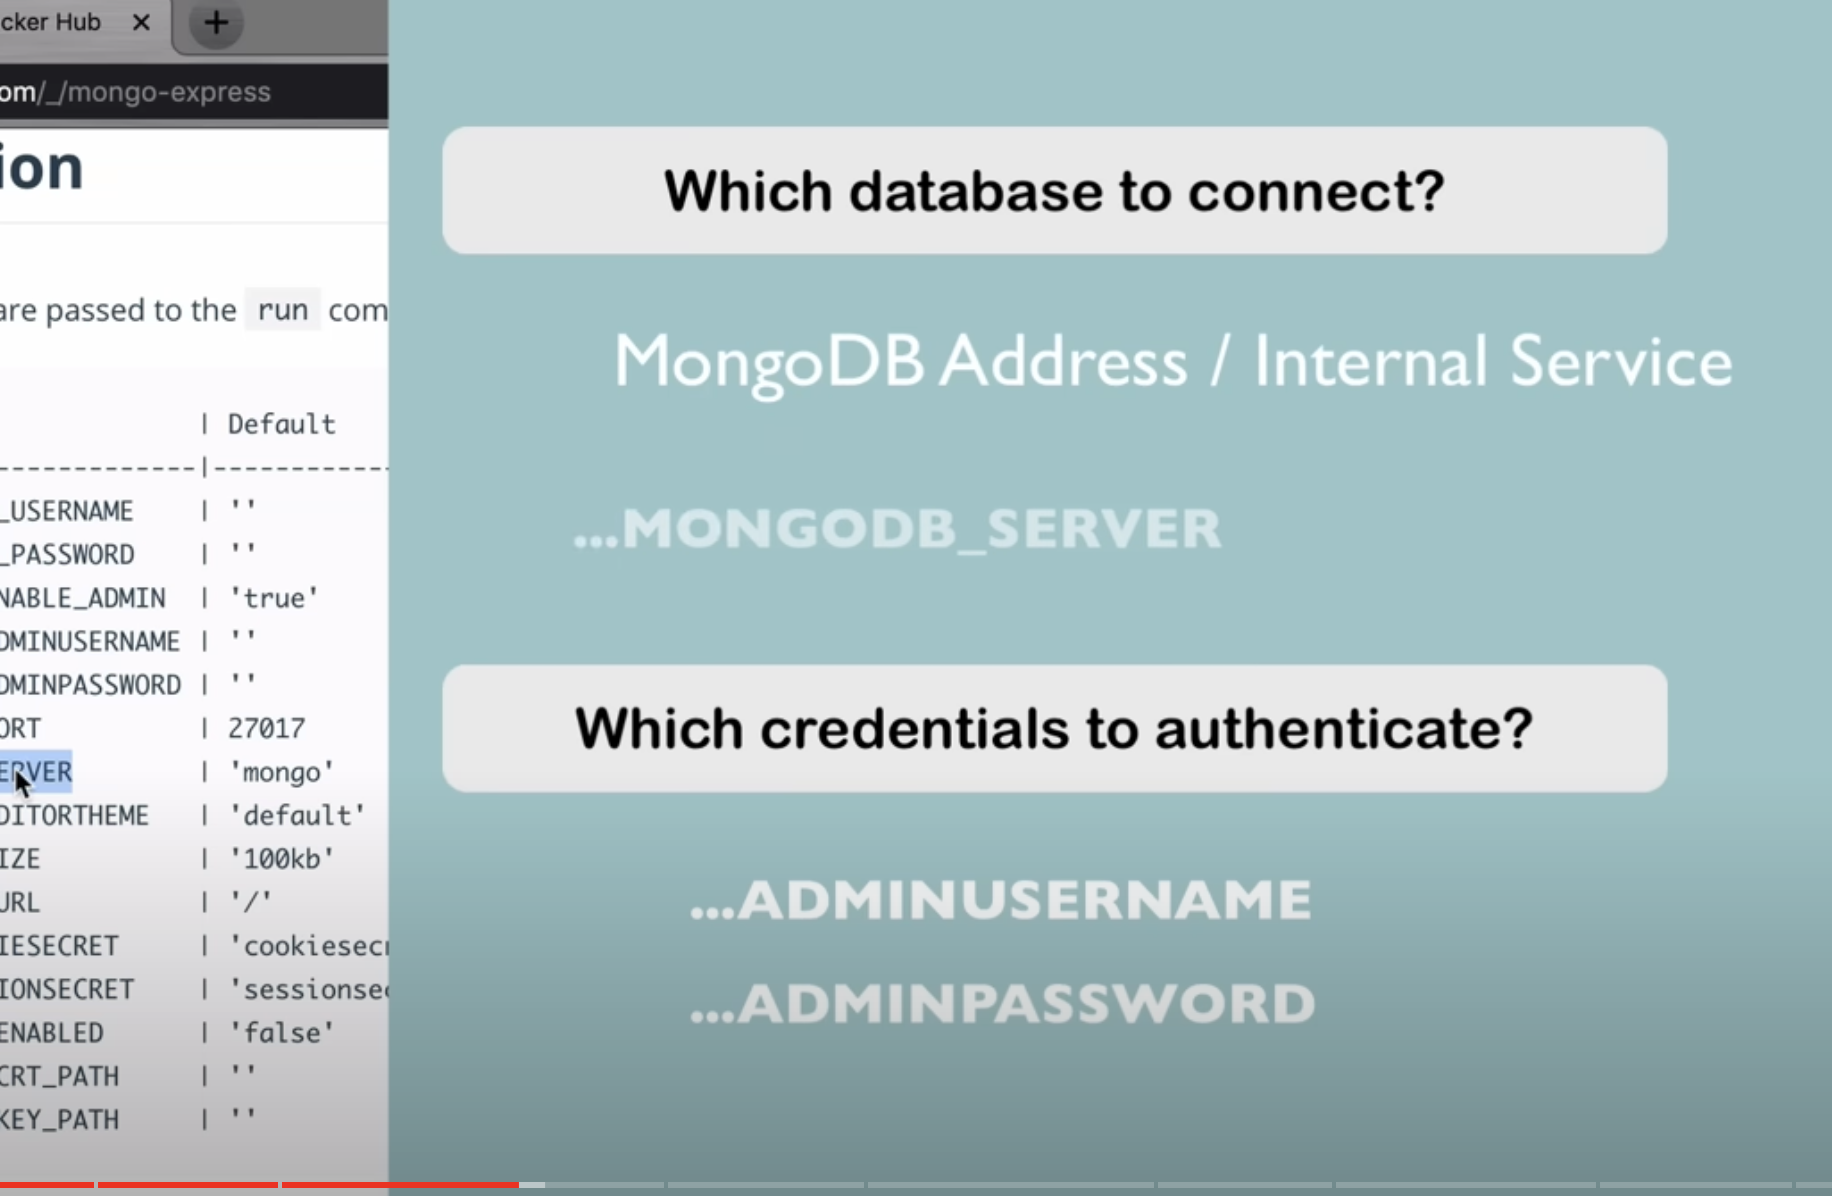 cker Hub
om/_/mongo-express
ion
are passed to the run com
| Default
-------------|-----------
_USERNAME | ''
_PASSWORD | ''
NABLE_ADMIN | 'true'
DMINUSERNAME | ''
DMINPASSWORD | ''
ORT | 27017
ERVER | 'mongo'
DITORTHEME | 'default'
IZE | '100kb'
URL | '/'
IESECRET | 'cookiesecr
IONSECRET | 'sessionsec
ENABLED | 'false'
CRT_PATH | ''
KEY_PATH | ''
Which database to connect?
MongoDB Address / Internal Service
...MONGODB_SERVER
Which credentials to authenticate?
...ADMINUSERNAME
...ADMINPASSWORD